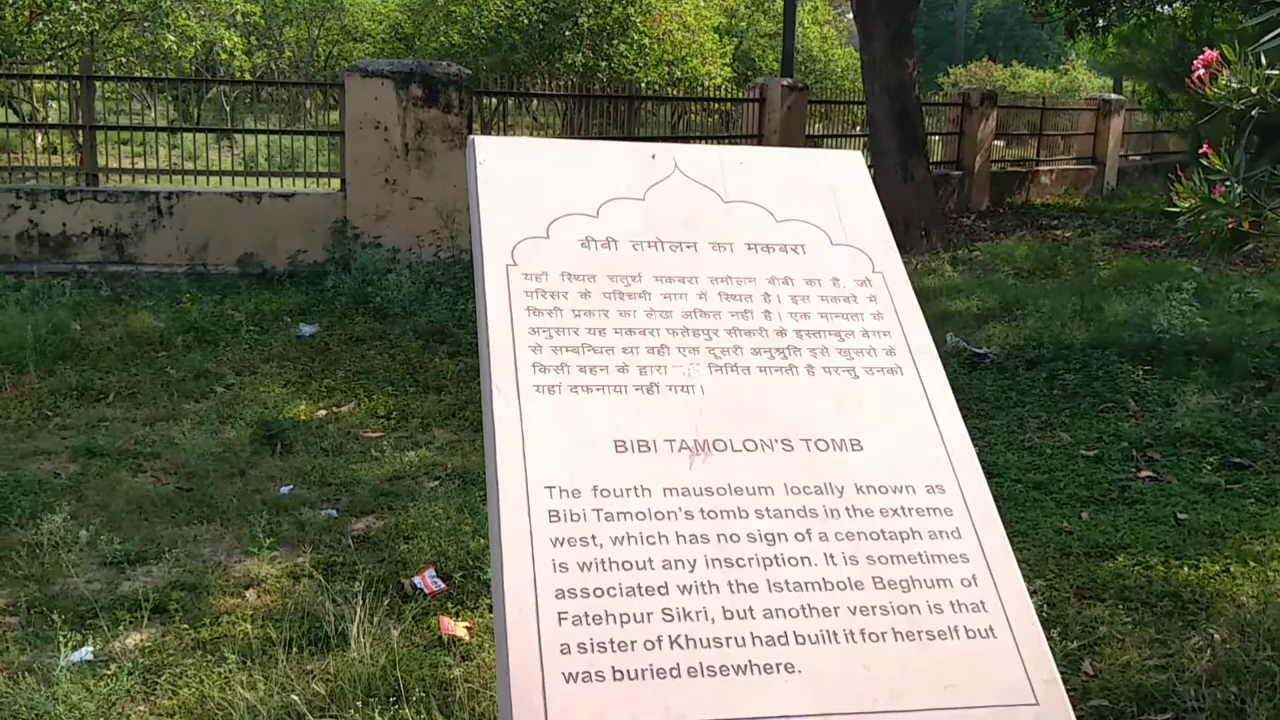 बीबी तमोलन का मकबरा
यहाँ स्थित चतुर्थ मकबरा तमोलन बीबी का है, जो
परिसर के पश्चिमी भाग में स्थित है। इस मकबरे में
किसी प्रकार का लेख अंकित नहीं है। एक मान्यता के
अनुसार यह मकबरा फतेहपुर सीकरी के इस्ताम्बुल बेगम
से सम्बन्धित था वही एक दूसरी अनुश्रुति इसे खुसरो के
किसी बहन के द्वारा निर्मित मानती है परन्तु उनको
यहां दफनाया नहीं गया।
BIBI TAMOLON'S TOMB
The fourth mausoleum locally known as
Bibi Tamolon's tomb stands in the extreme
west, which has no sign of a cenotaph and
is without any inscription. It is sometimes
associated with the Istambole Beghum of
Fatehpur Sikri, but another version is that
a sister of Khusru had built it for herself but
was buried elsewhere.